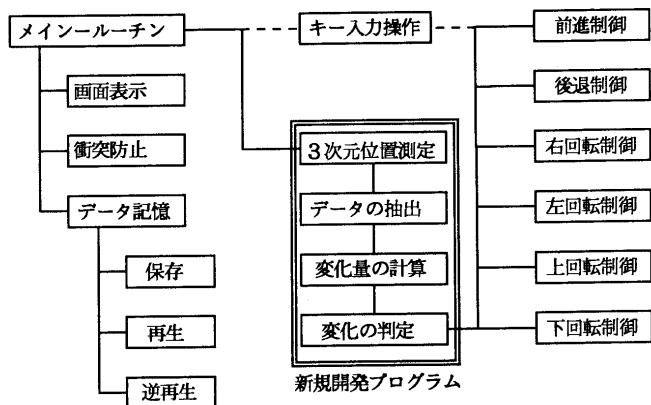 メインールーチン
画面表示
衝突防止
データ記憶
保存
再生
逆再生
キー入力操作
3次元位置測定
データの抽出
変化量の計算
変化の判定
新規開発プログラム
前進制御
後退制御
右回転制御
左回転制御
上回転制御
下回転制御